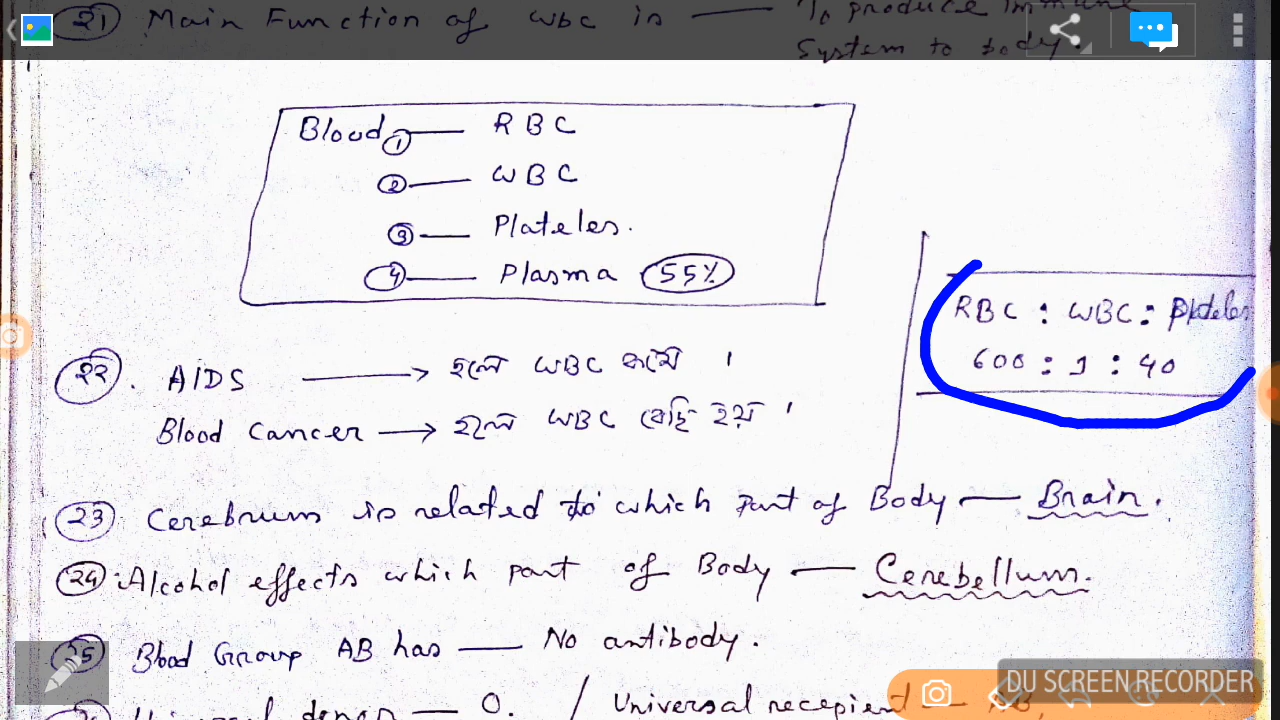 21) Main Function of WBC is — To produce immune
System to body.
Blood ① — RBC
② — WBC
③ — Plateles.
④ — Plasma 55%
RBC : WBC : Plateles
600 : 1 : 40
22. AIDS → হলে WBC কমে ।
Blood Cancer → হলে WBC বেশি হয় ।
23) Cerebrum is related to which part of Body — Brain.
24) Alcohol effects which part of Body — Cerebellum.
25) Blood Group AB has — No antibody.
Universal donar — O. / Universal recepient — AB,
DU SCREEN RECORDER